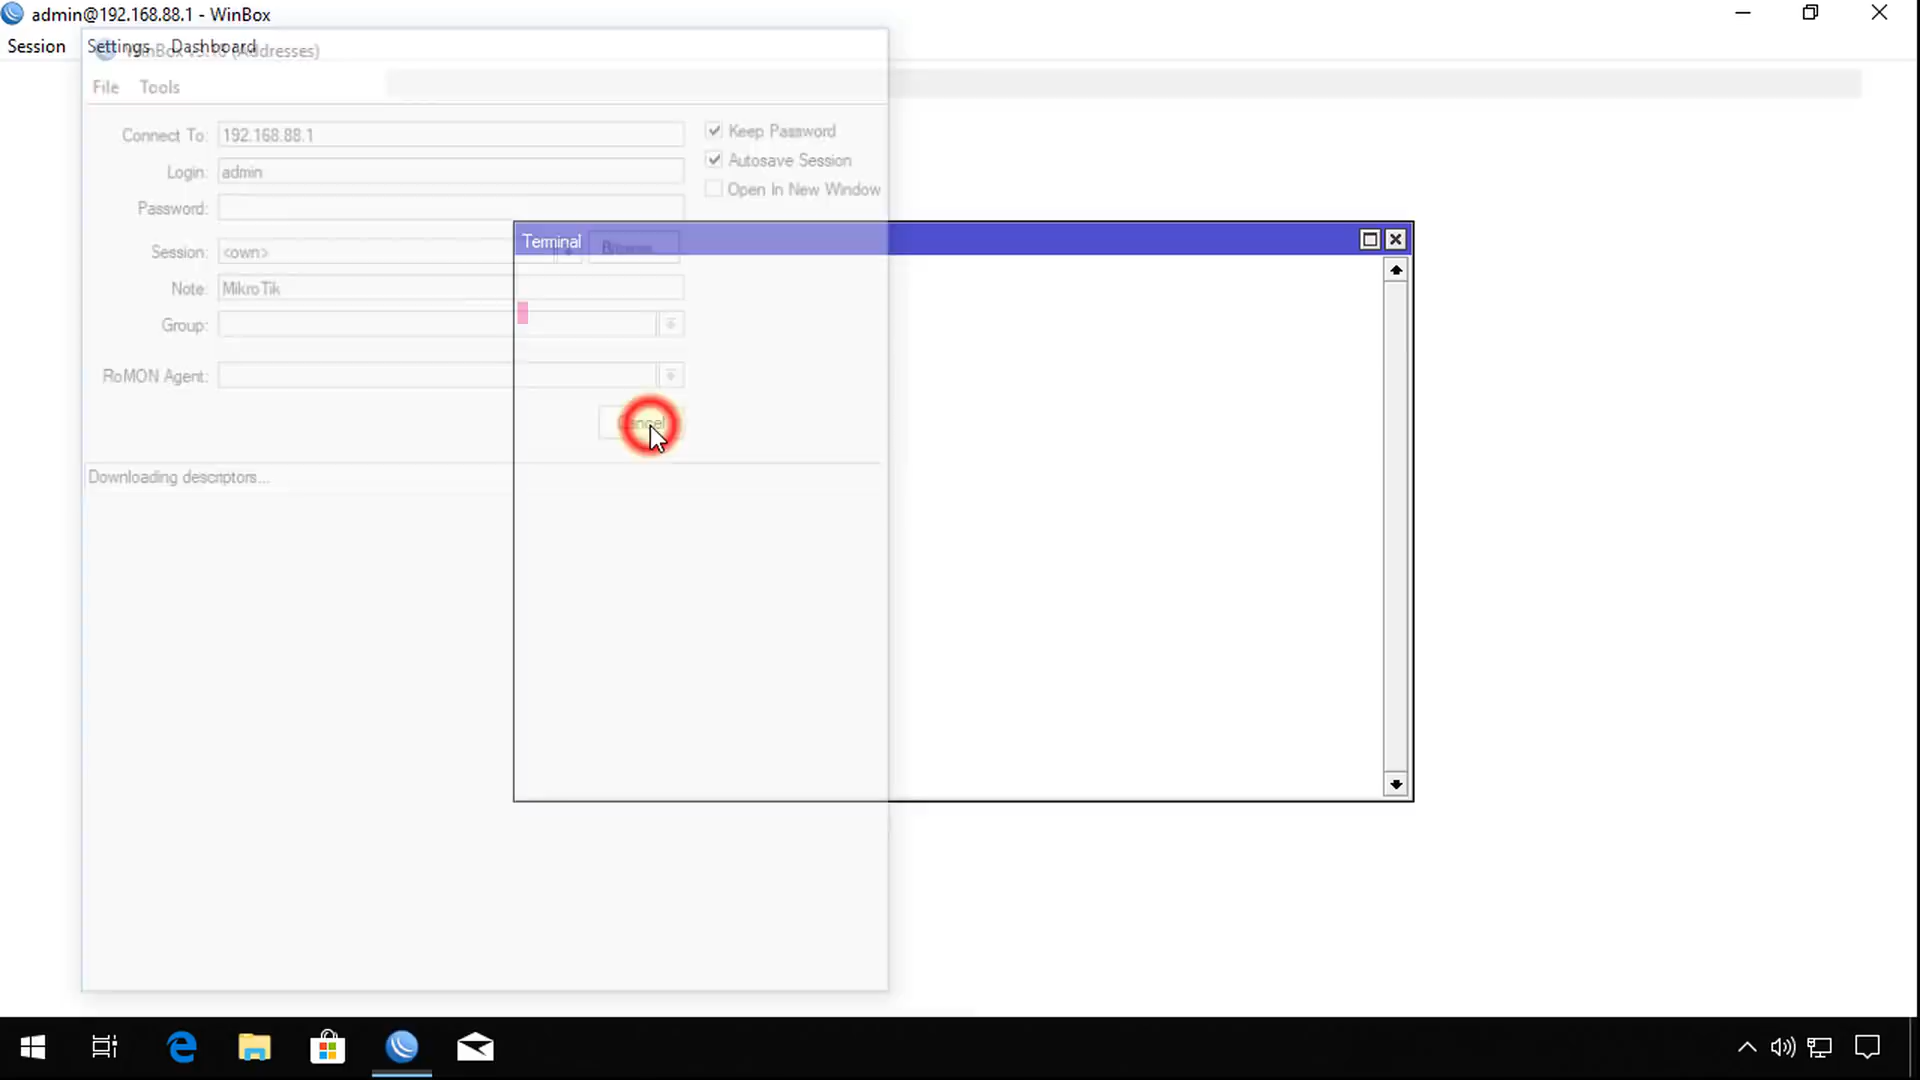 admin@192.168.88.1 - WinBox
Session Settings Dashboard
(Addresses)
File Tools
Connect To: 192.168.88.1
Keep Password
Login: admin
Autosave Session
Password:
Open In New Window
Terminal
Session: <own>
Note: MikroTik
Group:
RoMON Agent:
Cancel
Downloading descriptors...